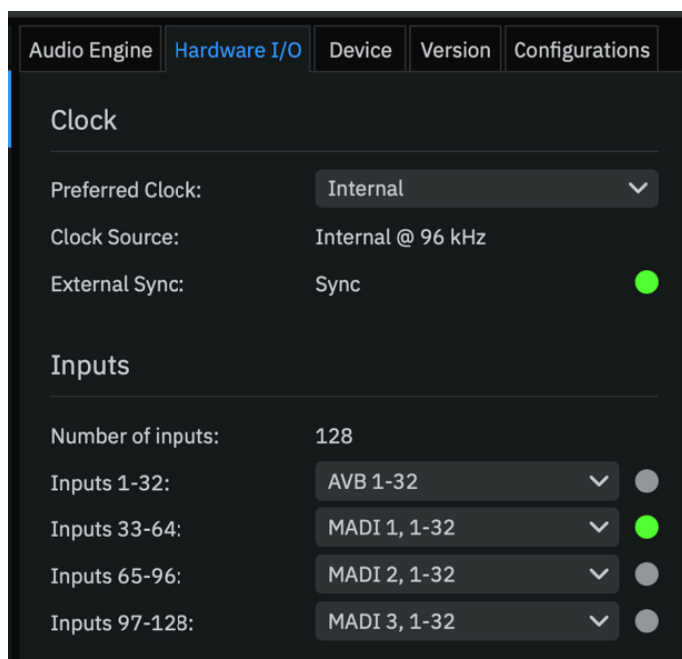 Audio Engine Hardware I/O Device Version Configurations
Clock
Preferred Clock: Internal
Clock Source: Internal @ 96 kHz
External Sync: Sync
Inputs
Number of inputs: 128
Inputs 1-32: AVB 1-32
Inputs 33-64: MADI 1, 1-32
Inputs 65-96: MADI 2, 1-32
Inputs 97-128: MADI 3, 1-32